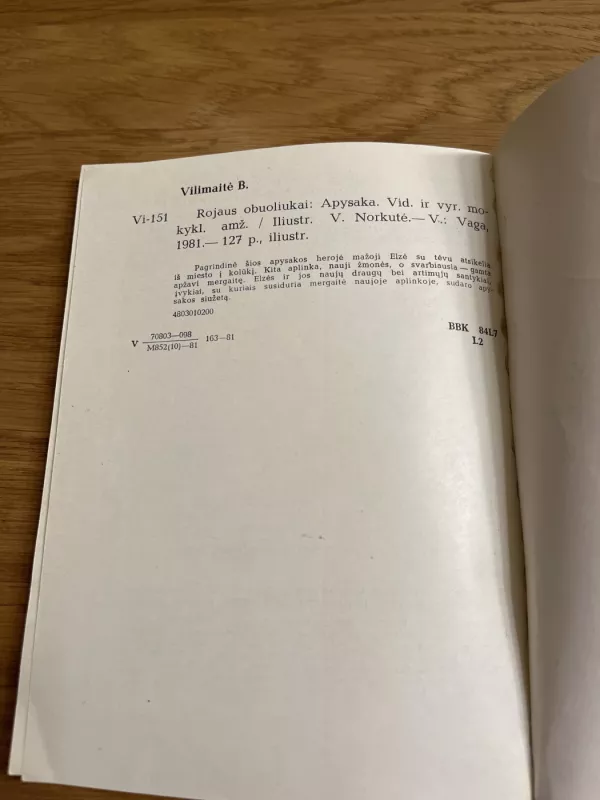 Vilimaitė B.
Vi-151 Rojaus obuoliukai: Apysaka. Vid. ir vyr. mo-
kykl. amž. / Iliustr. V. Norkutė.— V.: Vaga,
1981.— 127 p., iliustr.
Pagrindinė šios apysakos herojė mažoji Elzė su tėvu atsikelia
iš miesto į kolūkį. Kita aplinka, nauji žmonės, o svarbiausia — gamta
apžavi mergaitę. Elzės ir jos naujų draugų bei artimųjų santykiai,
įvykiai, su kuriais susiduria mergaitė naujoje aplinkoje, sudaro apy-
sakos siužetą.
4803010200
V 70803—098 163—81
M852(10)—81
BBK 84L7
L2